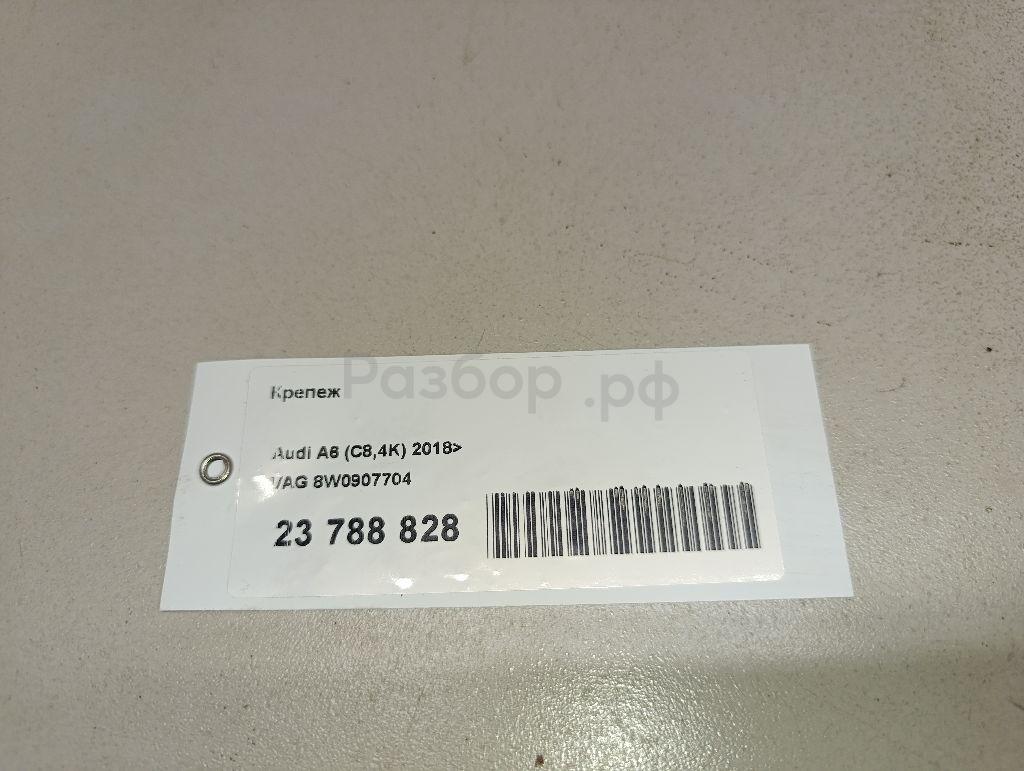 Разбор.рф
Крепеж
Audi A6 (C8,4K) 2018>
VAG 8W0907704
23 788 828